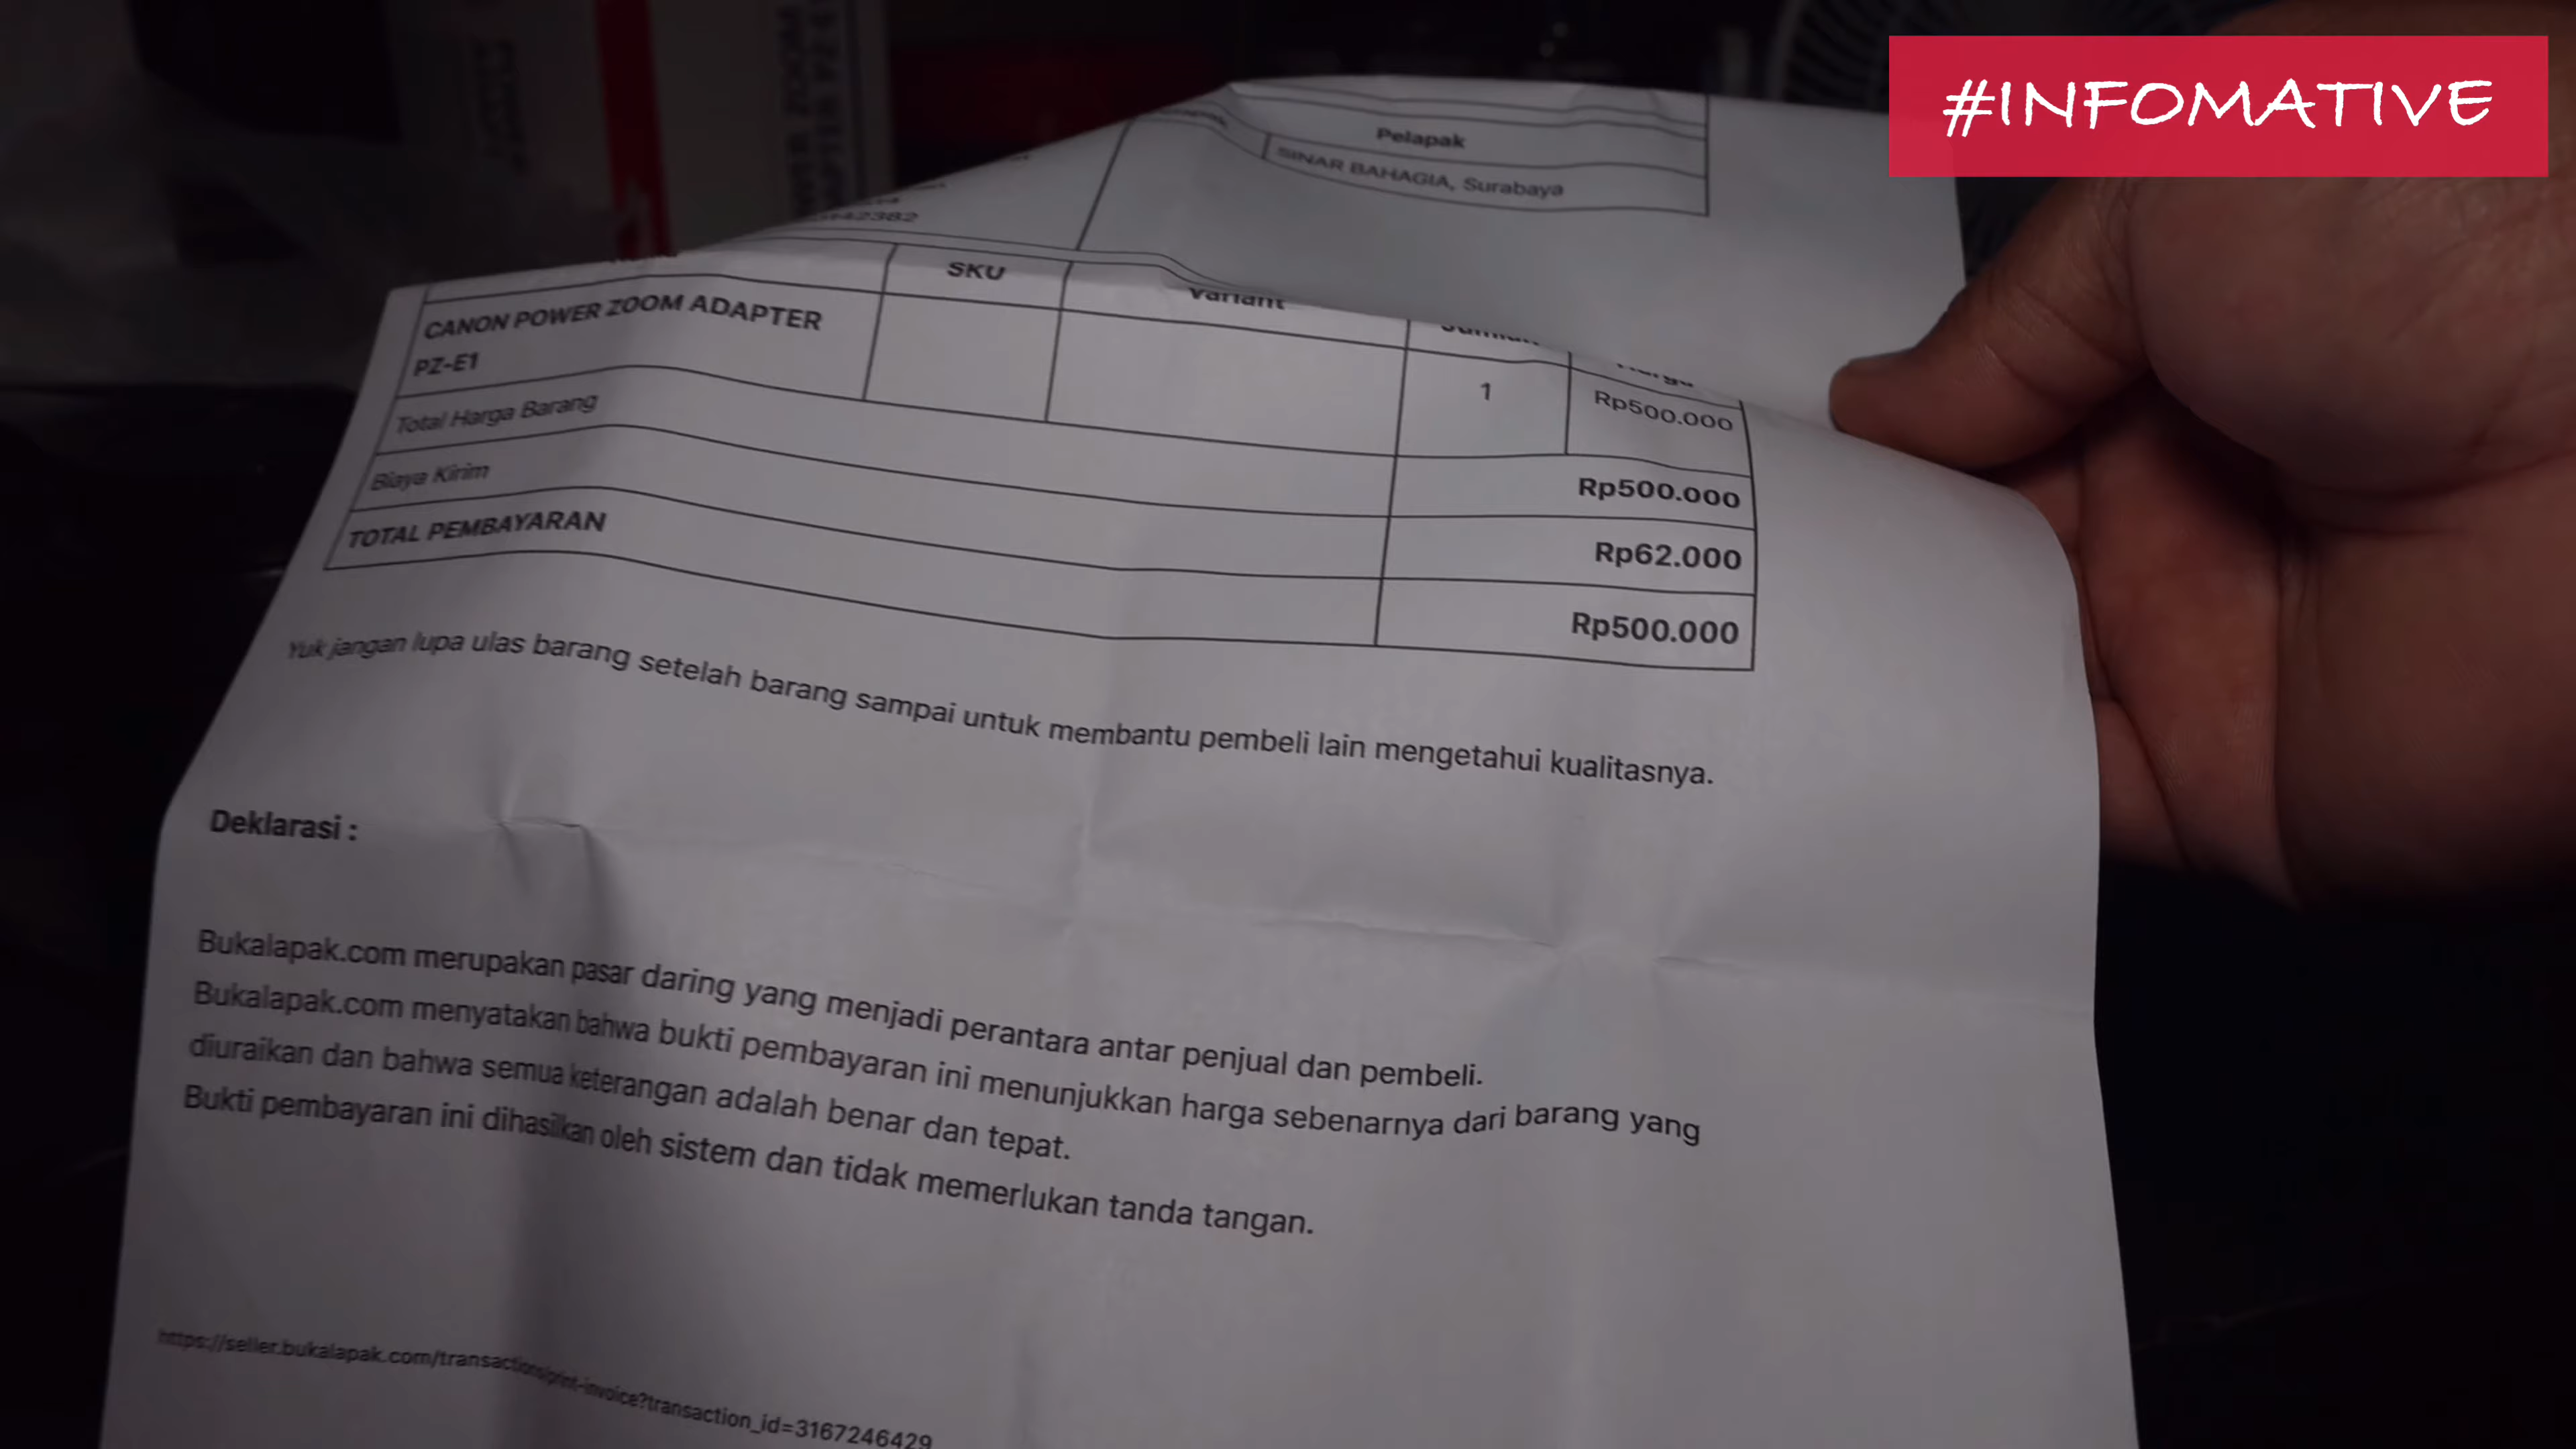 #INFOMATIVE
Pelapak
SINAR BAHAGIA, Surabaya
SKU
Variant
CANON POWER ZOOM ADAPTER
PZ-E1
1
Rp500.000
Total Harga Barang
Rp500.000
Biaya Kirim
Rp62.000
TOTAL PEMBAYARAN
Rp500.000
Yuk jangan lupa ulas barang setelah barang sampai untuk membantu pembeli lain mengetahui kualitasnya.
Deklarasi :
Bukalapak.com merupakan pasar daring yang menjadi perantara antar penjual dan pembeli.
Bukalapak.com menyatakan bahwa bukti pembayaran ini menunjukkan harga sebenarnya dari barang yang
diuraikan dan bahwa semua keterangan adalah benar dan tepat.
Bukti pembayaran ini dihasilkan oleh sistem dan tidak memerlukan tanda tangan.
https://seller.bukalapak.com/transactions/print-invoice?transaction_id=3167246429